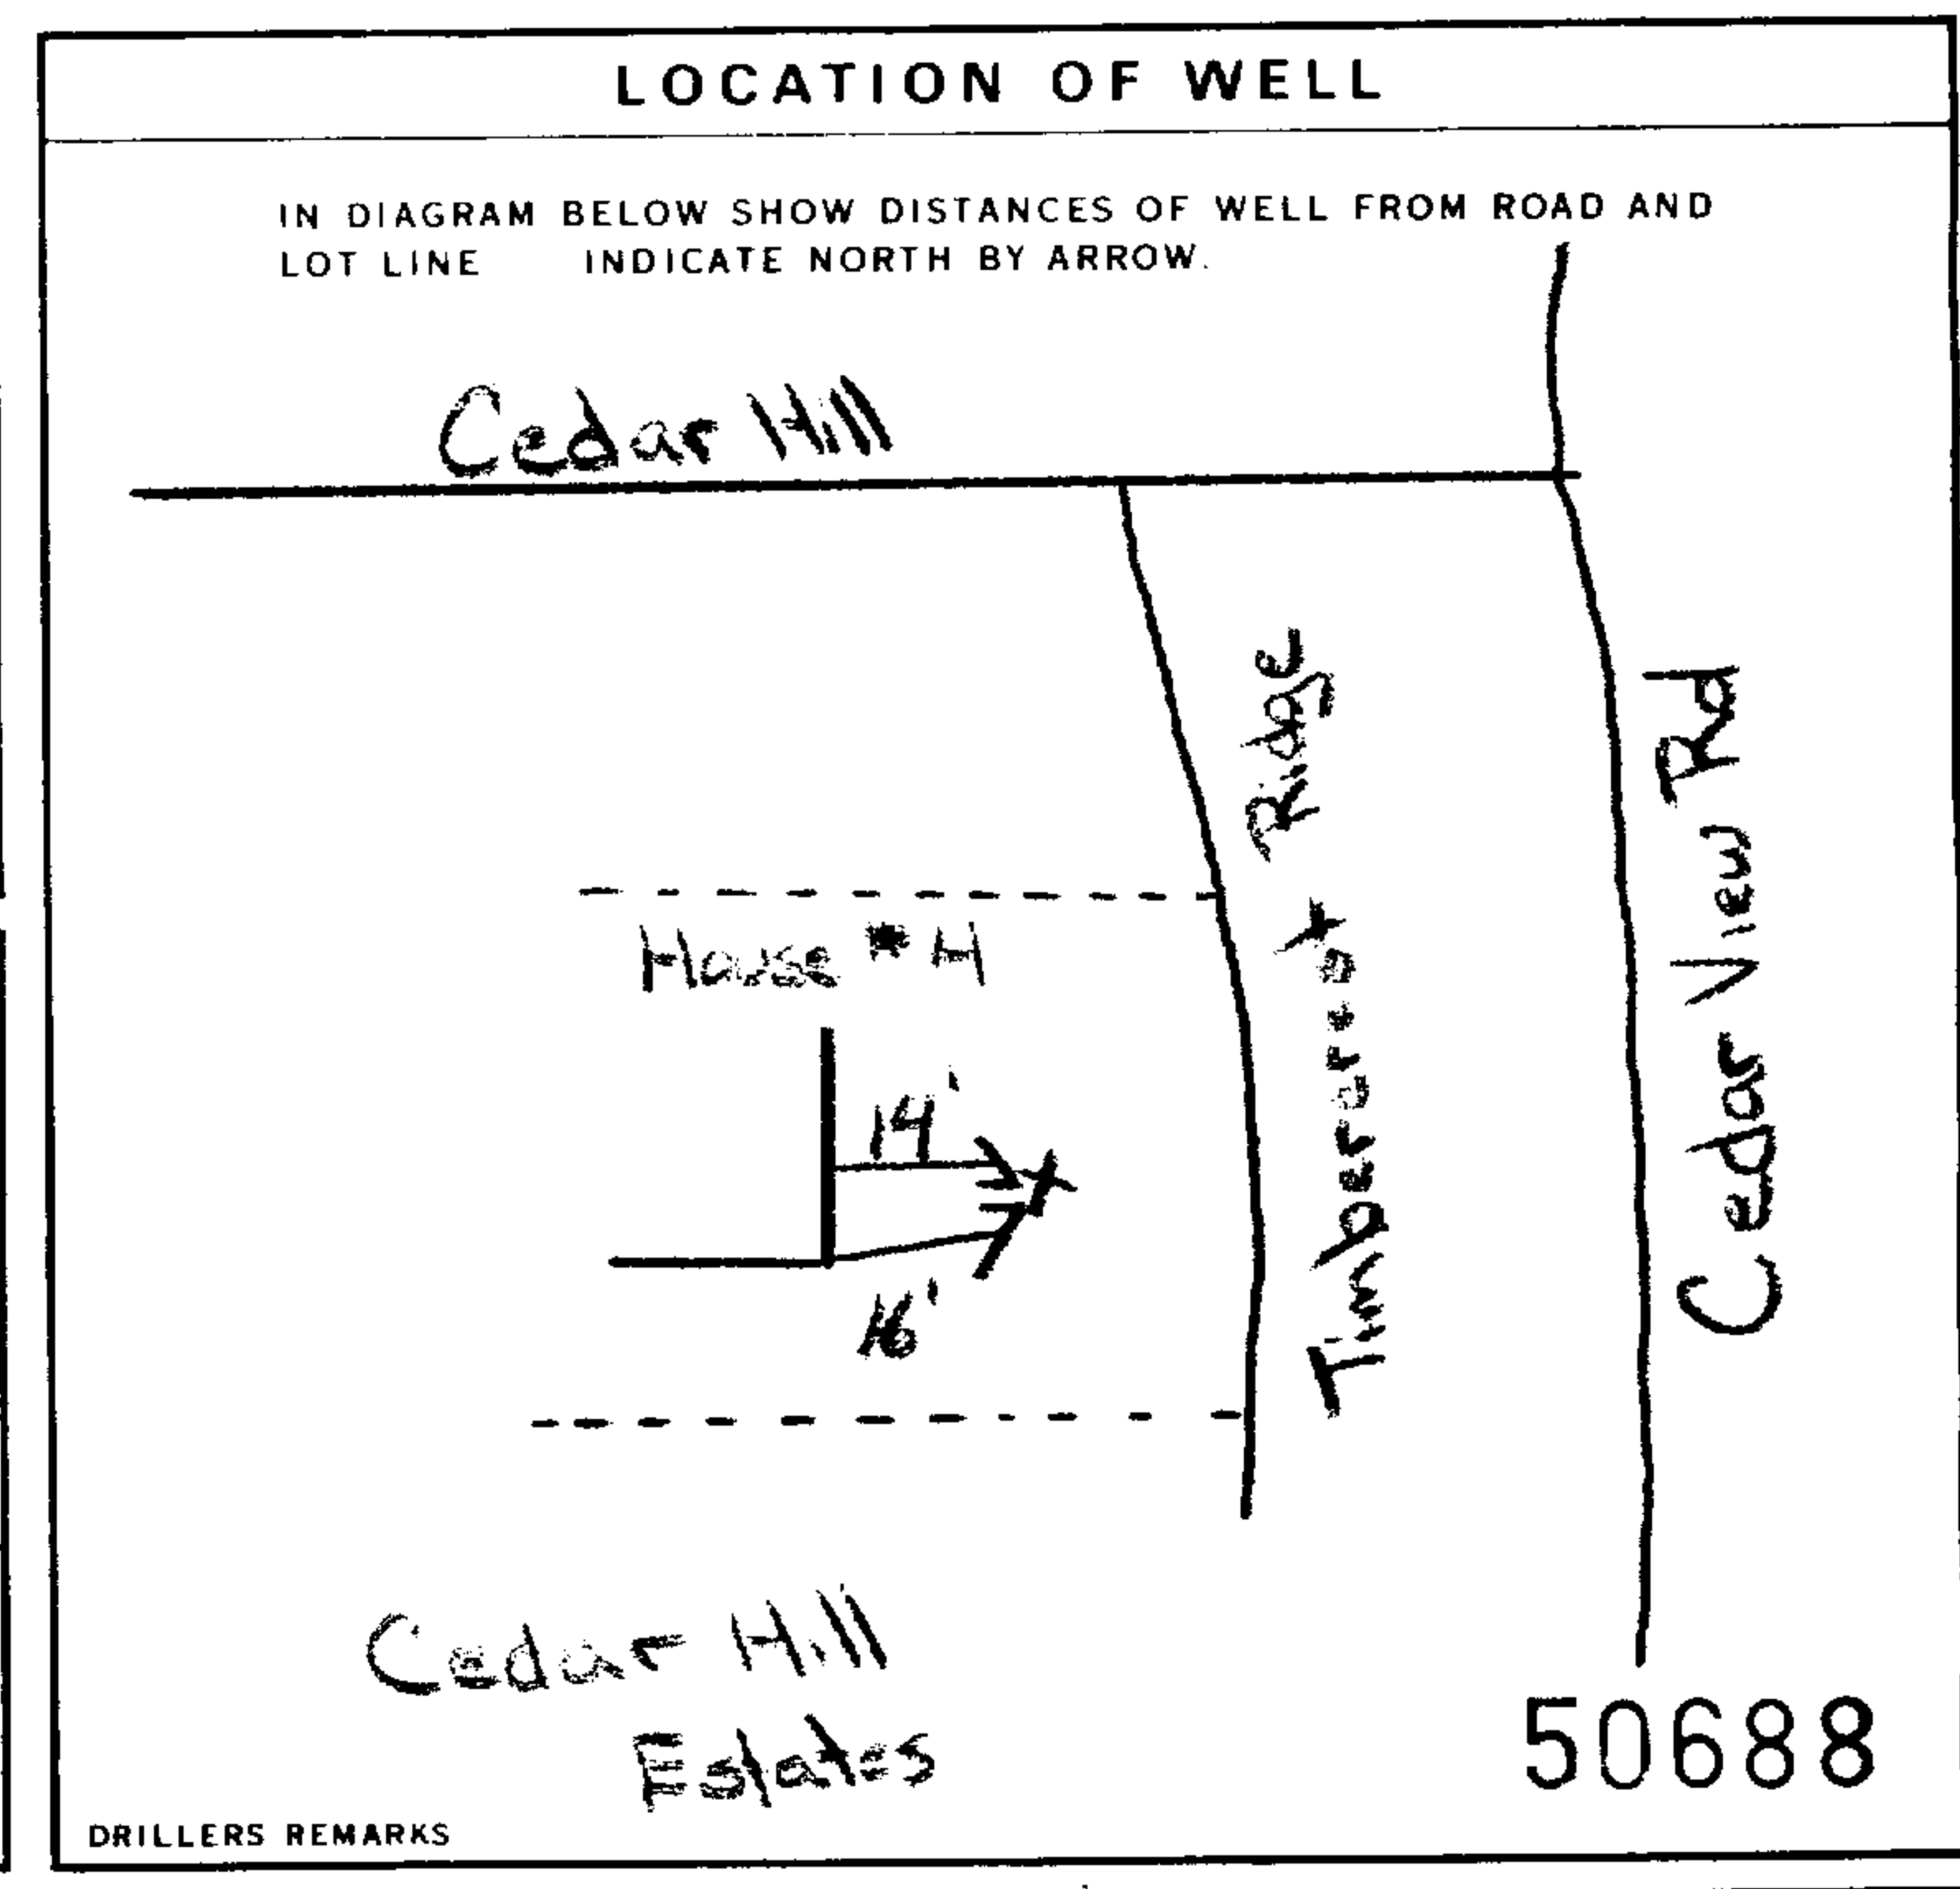 LOCATION OF WELL
IN DIAGRAM BELOW SHOW DISTANCES OF WELL FROM ROAD AND
LOT LINE INDICATE NORTH BY ARROW.
Cedar Hill
Timbercrest Ridge
Cedar View Rd
House #4
14'
16'
Cedar Hill
Estates
50688
DRILLERS REMARKS